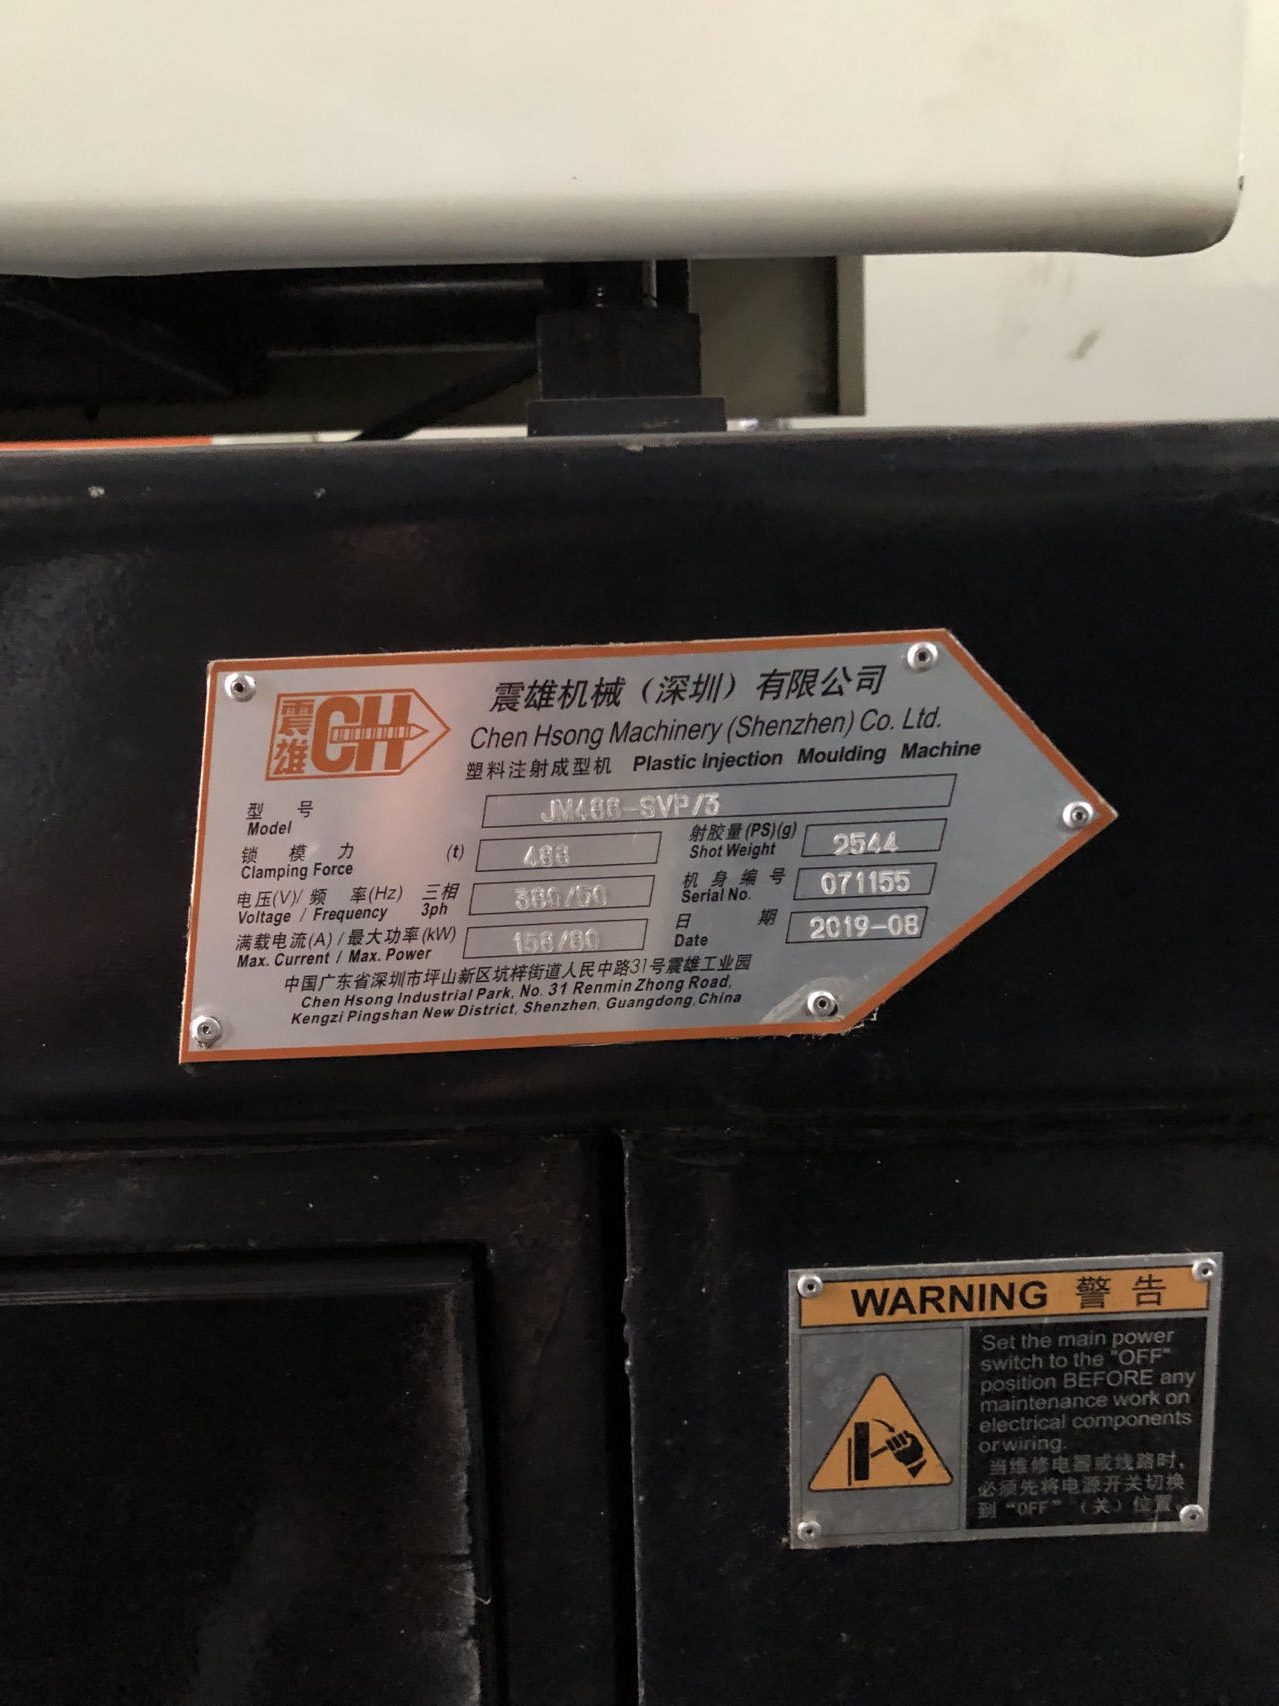 震雄 CH
震雄机械（深圳）有限公司
Chen Hsong Machinery (Shenzhen) Co. Ltd.
塑料注射成型机 Plastic Injection Moulding Machine
型号
Model
锁模力 (t)
Clamping Force
射胶量(PS)(g) 2544
Shot Weight
电压(V)/频率(Hz) 三相 380/50
Voltage / Frequency 3ph
机身编号 071155
Serial No.
满载电流(A)/最大功率(kW)
Max. Current / Max. Power
日期 2019-08
Date
中国广东省深圳市坪山新区坑梓街道人民中路31号震雄工业园
Chen Hsong Industrial Park, No. 31 Renmin Zhong Road,
Kengzi Pingshan New District, Shenzhen, Guangdong, China
WARNING 警告
Set the main power
switch to the "OFF"
position BEFORE any
maintenance work on
electrical components
or wiring.
当维修电器或线路时，
必须先将电源开关切换
到"OFF"（关）位置。